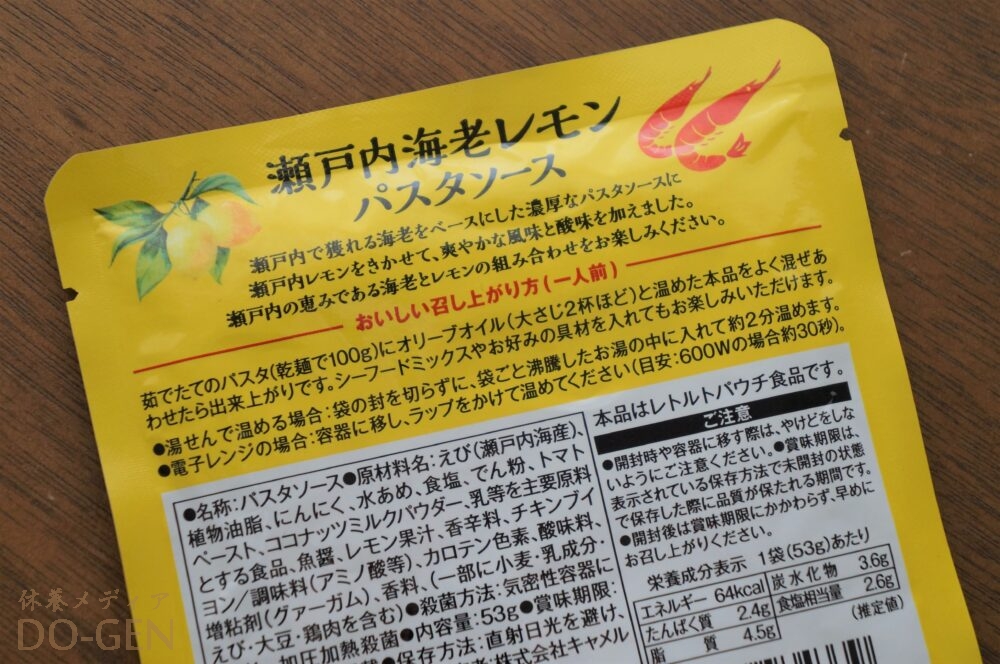 瀬戸内海老レモン
パスタソース
瀬戸内で獲れる海老をベースにした濃厚なパスタソースに
瀬戸内レモンをきかせて、爽やかな風味と酸味を加えました。
瀬戸内の恵みである海老とレモンの組み合わせをお楽しみください。
おいしい召し上がり方(一人前)
茹でたてのパスタ(乾麺で100g)にオリーブオイル(大さじ2杯ほど)と温めた本品をよく混ぜあ
わせたら出来上がりです。シーフードミックスやお好みの具材を入れてもお楽しみいただけます。
●湯せんで温める場合:袋の封を切らずに、袋ごと沸騰したお湯の中に入れて約2分温めます。
●電子レンジの場合:容器に移し、ラップをかけて温めてください(目安:600Wの場合約30秒)。
●名称:パスタソース●原材料名:えび(瀬戸内海産)、
植物油脂、にんにく、水あめ、食塩、でん粉、トマト
ペースト、ココナッツミルクパウダー、乳等を主要原料
とする食品、魚醤、レモン果汁、香辛料、チキンブイ
ヨン/調味料(アミノ酸等)、カロテン色素、酸味料、
増粘剤(グァーガム)、香料、(一部に小麦・乳成分・
えび・大豆・鶏肉を含む)●殺菌方法:気密性容器に
加圧加熱殺菌●内容量:53g●賞味期限:
●保存方法:直射日光を避け、
株式会社キャメル
本品はレトルトパウチ食品です。
ご注意
●開封時や容器に移す際は、やけどをしな
いようにご注意ください。●賞味期限は、
表示されている保存方法で未開封の状態
で保存した際に品質が保たれる期間です。
●開封後は賞味期限にかかわらず、早めに
お召し上がりください。
栄養成分表示 1袋(53g)あたり
エネルギー 64kcal 炭水化物 3.6g
たんぱく質 2.4g 食塩相当量 2.6g
脂質 4.5g (推定値)
休養メディア
DO-GEN